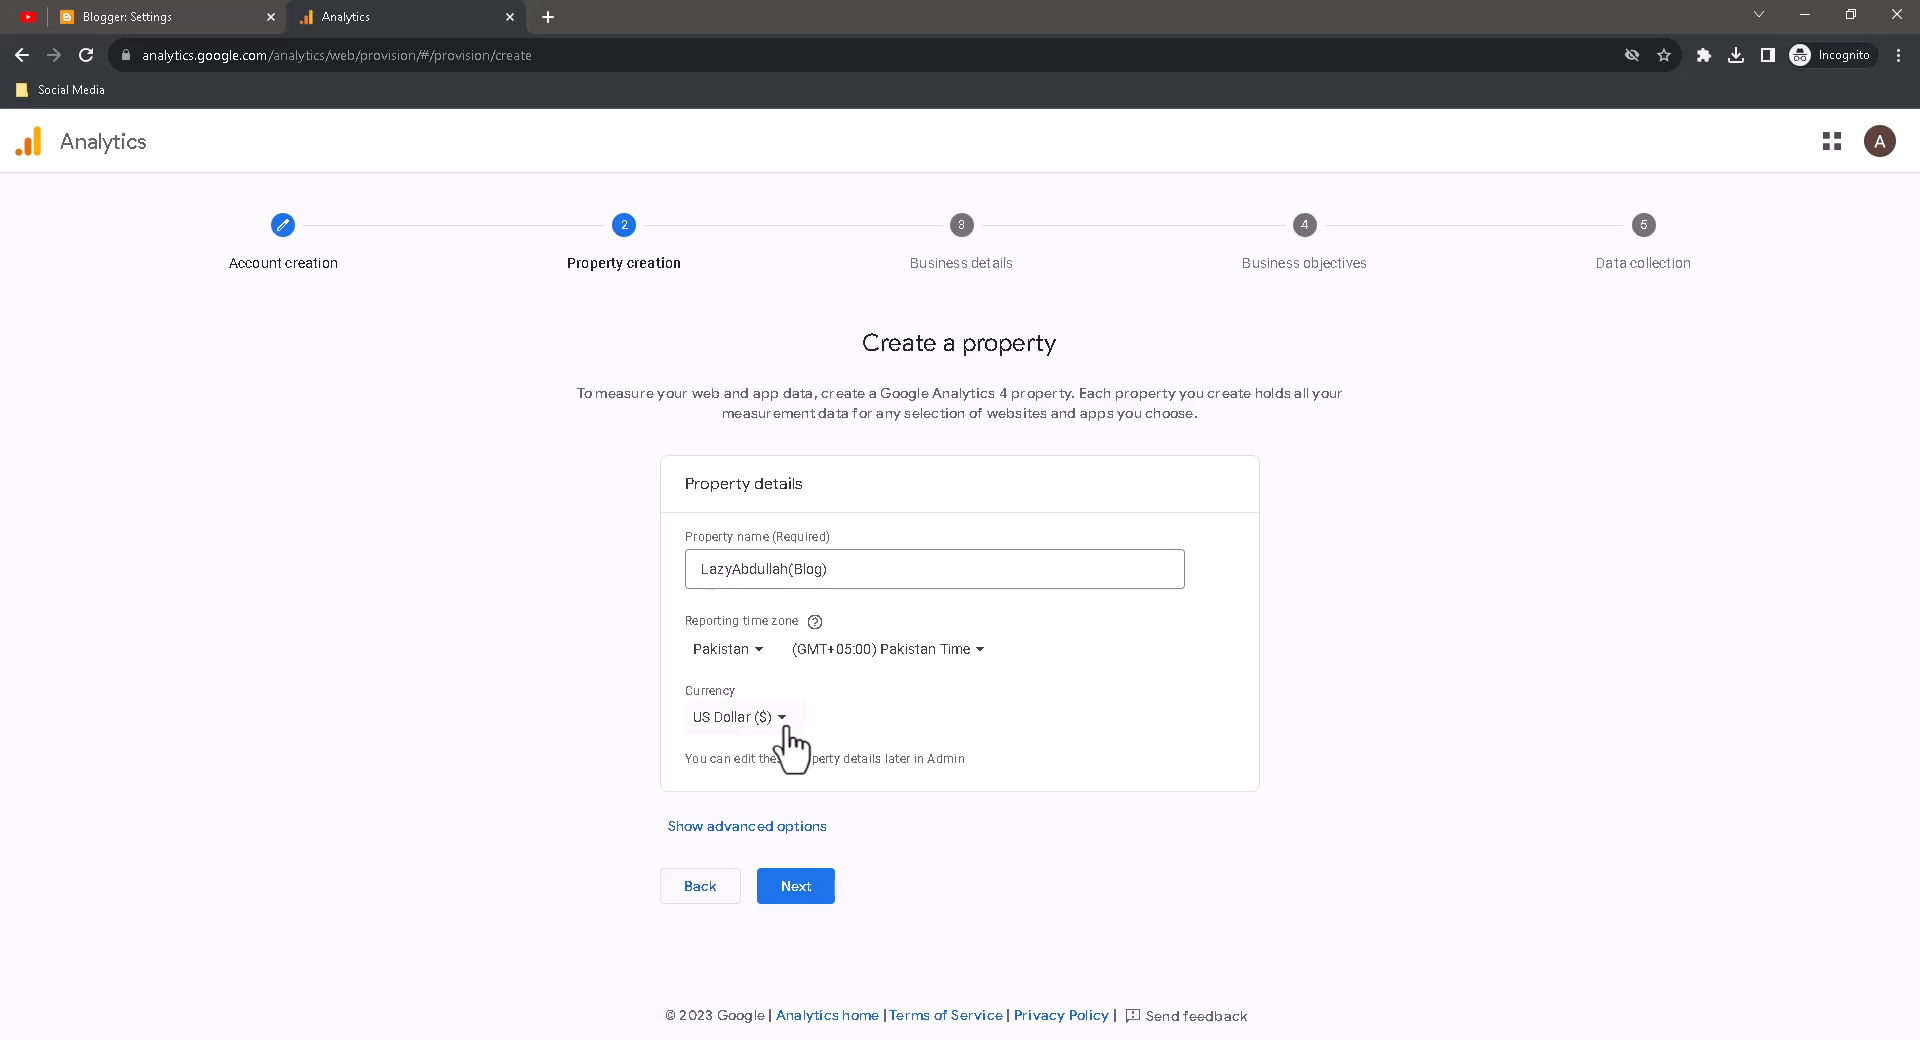 Blogger: Settings
Analytics
analytics.google.com/analytics/web/provision/#/provision/create
Incognito
Social Media
Analytics
A
2
3
4
5
Account creation
Property creation
Business details
Business objectives
Data collection
Create a property
To measure your web and app data, create a Google Analytics 4 property. Each property you create holds all your
measurement data for any selection of websites and apps you choose.
Property details
Property name (Required)
LazyAbdullah(Blog)
Reporting time zone
Pakistan
(GMT+05:00) Pakistan Time
Currency
US Dollar ($)
You can edit the perty details later in Admin
Show advanced options
Back
Next
© 2023 Google | Analytics home | Terms of Service | Privacy Policy | Send feedback